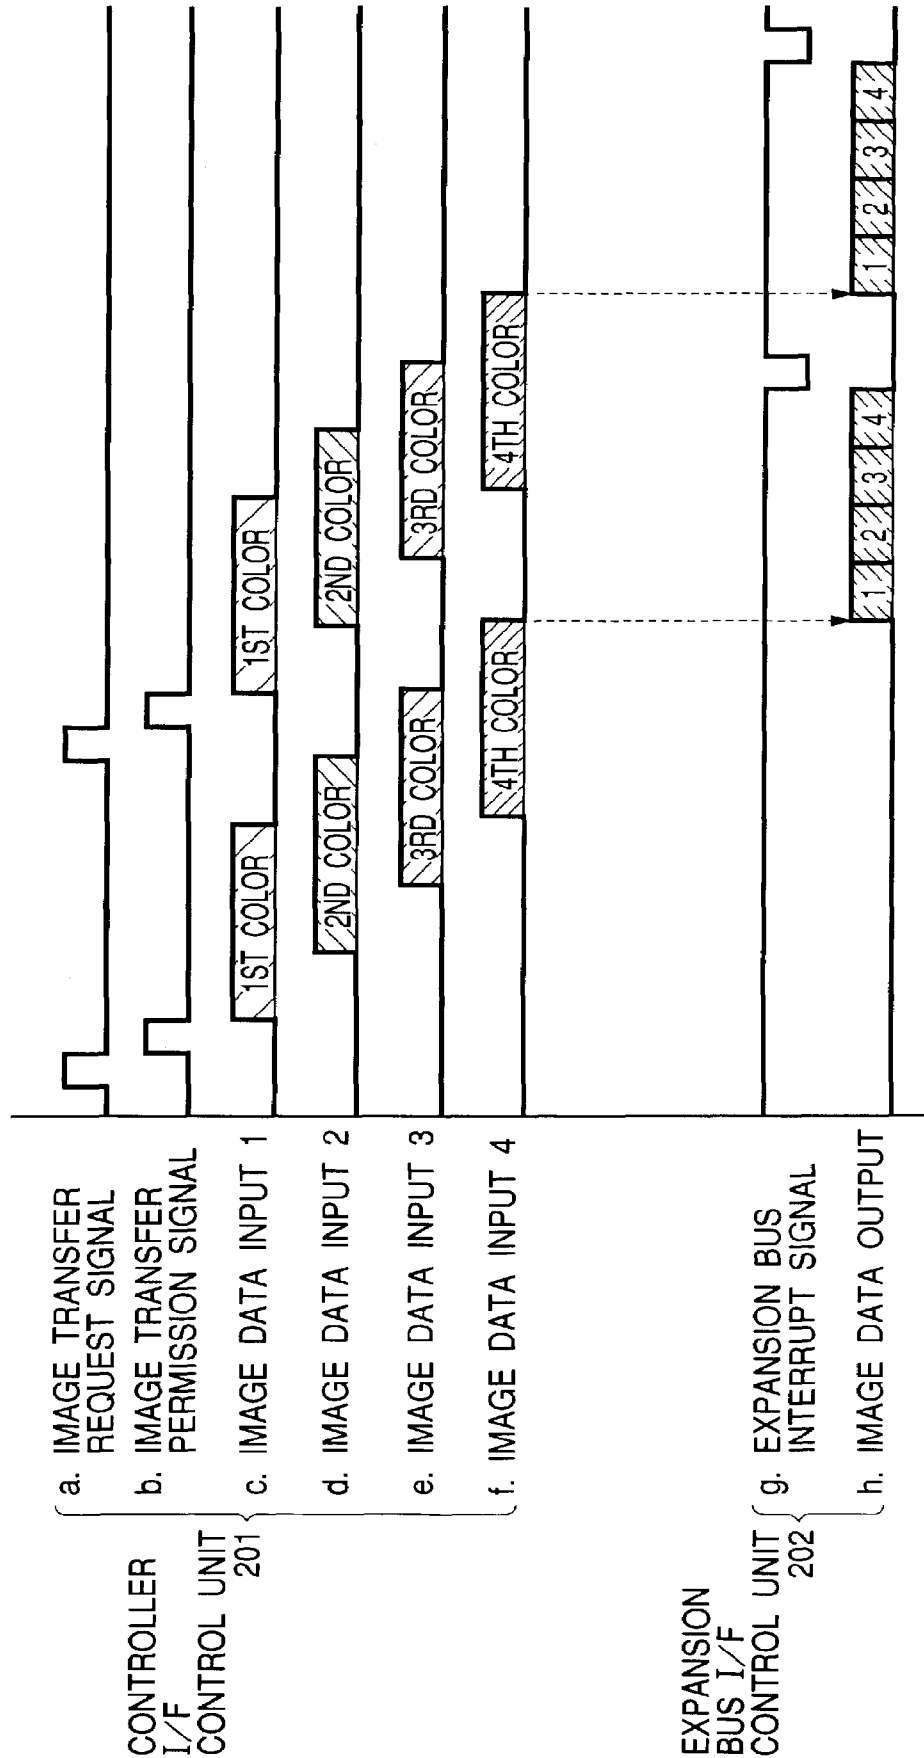 CONTROLLER
I/F
CONTROL UNIT
201
a. IMAGE TRANSFER
REQUEST SIGNAL
b. IMAGE TRANSFER
PERMISSION SIGNAL
c. IMAGE DATA INPUT 1
1ST COLOR
1ST COLOR
d. IMAGE DATA INPUT 2
2ND COLOR
2ND COLOR
e. IMAGE DATA INPUT 3
3RD COLOR
3RD COLOR
f. IMAGE DATA INPUT 4
4TH COLOR
4TH COLOR
EXPANSION
BUS I/F
CONTROL UNIT
202
g. EXPANSION BUS
INTERRUPT SIGNAL
h. IMAGE DATA OUTPUT
1 2 3 4
1 2 3 4